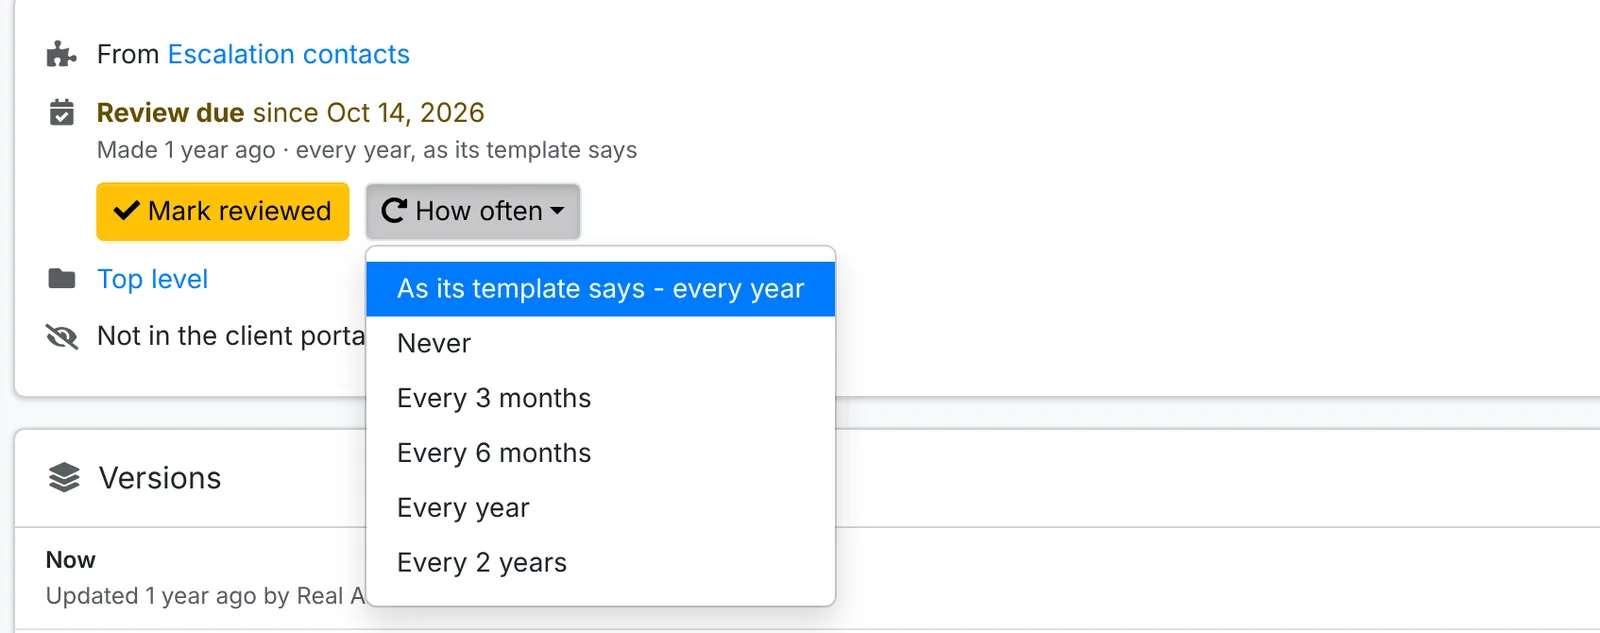 From Escalation contacts
Review due since Oct 14, 2026
Made 1 year ago · every year, as its template says
Mark reviewed
How often
As its template says - every year
Never
Every 3 months
Every 6 months
Every year
Every 2 years
Top level
Not in the client porta
Versions
Now
Updated 1 year ago by Real A